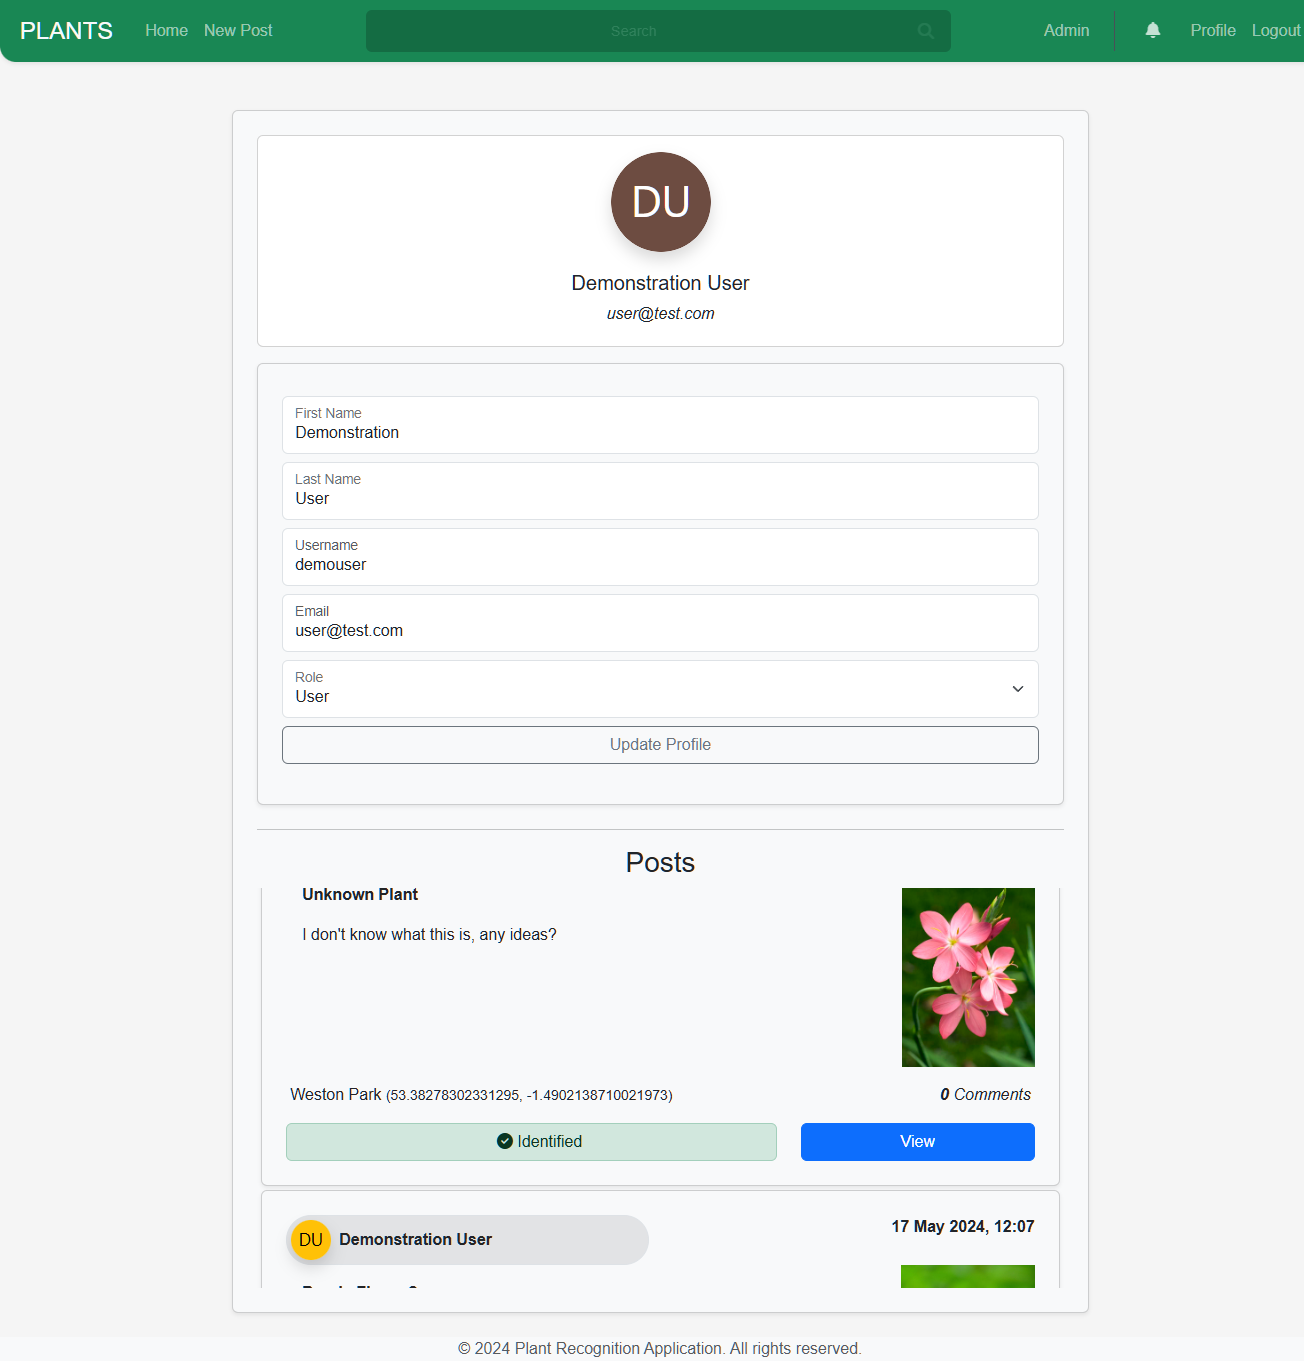 PLANTS Home New Post Search Admin Profile Logout
DU
Demonstration User
user@test.com
First Name
Demonstration
Last Name
User
Username
demouser
Email
user@test.com
Role
User
Update Profile
Posts
Unknown Plant
I don't know what this is, any ideas?
Weston Park (53.38278302331295, -1.4902138710021973) 0 Comments
Identified View
DU Demonstration User 17 May 2024, 12:07
© 2024 Plant Recognition Application. All rights reserved.